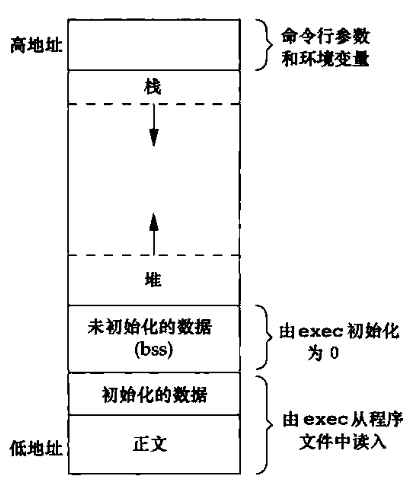 高地址
命令行参数
和环境变量
栈
堆
未初始化的数据
(bss)
由exec初始化
为 0
初始化的数据
由exec从程序
文件中读入
低地址
正文